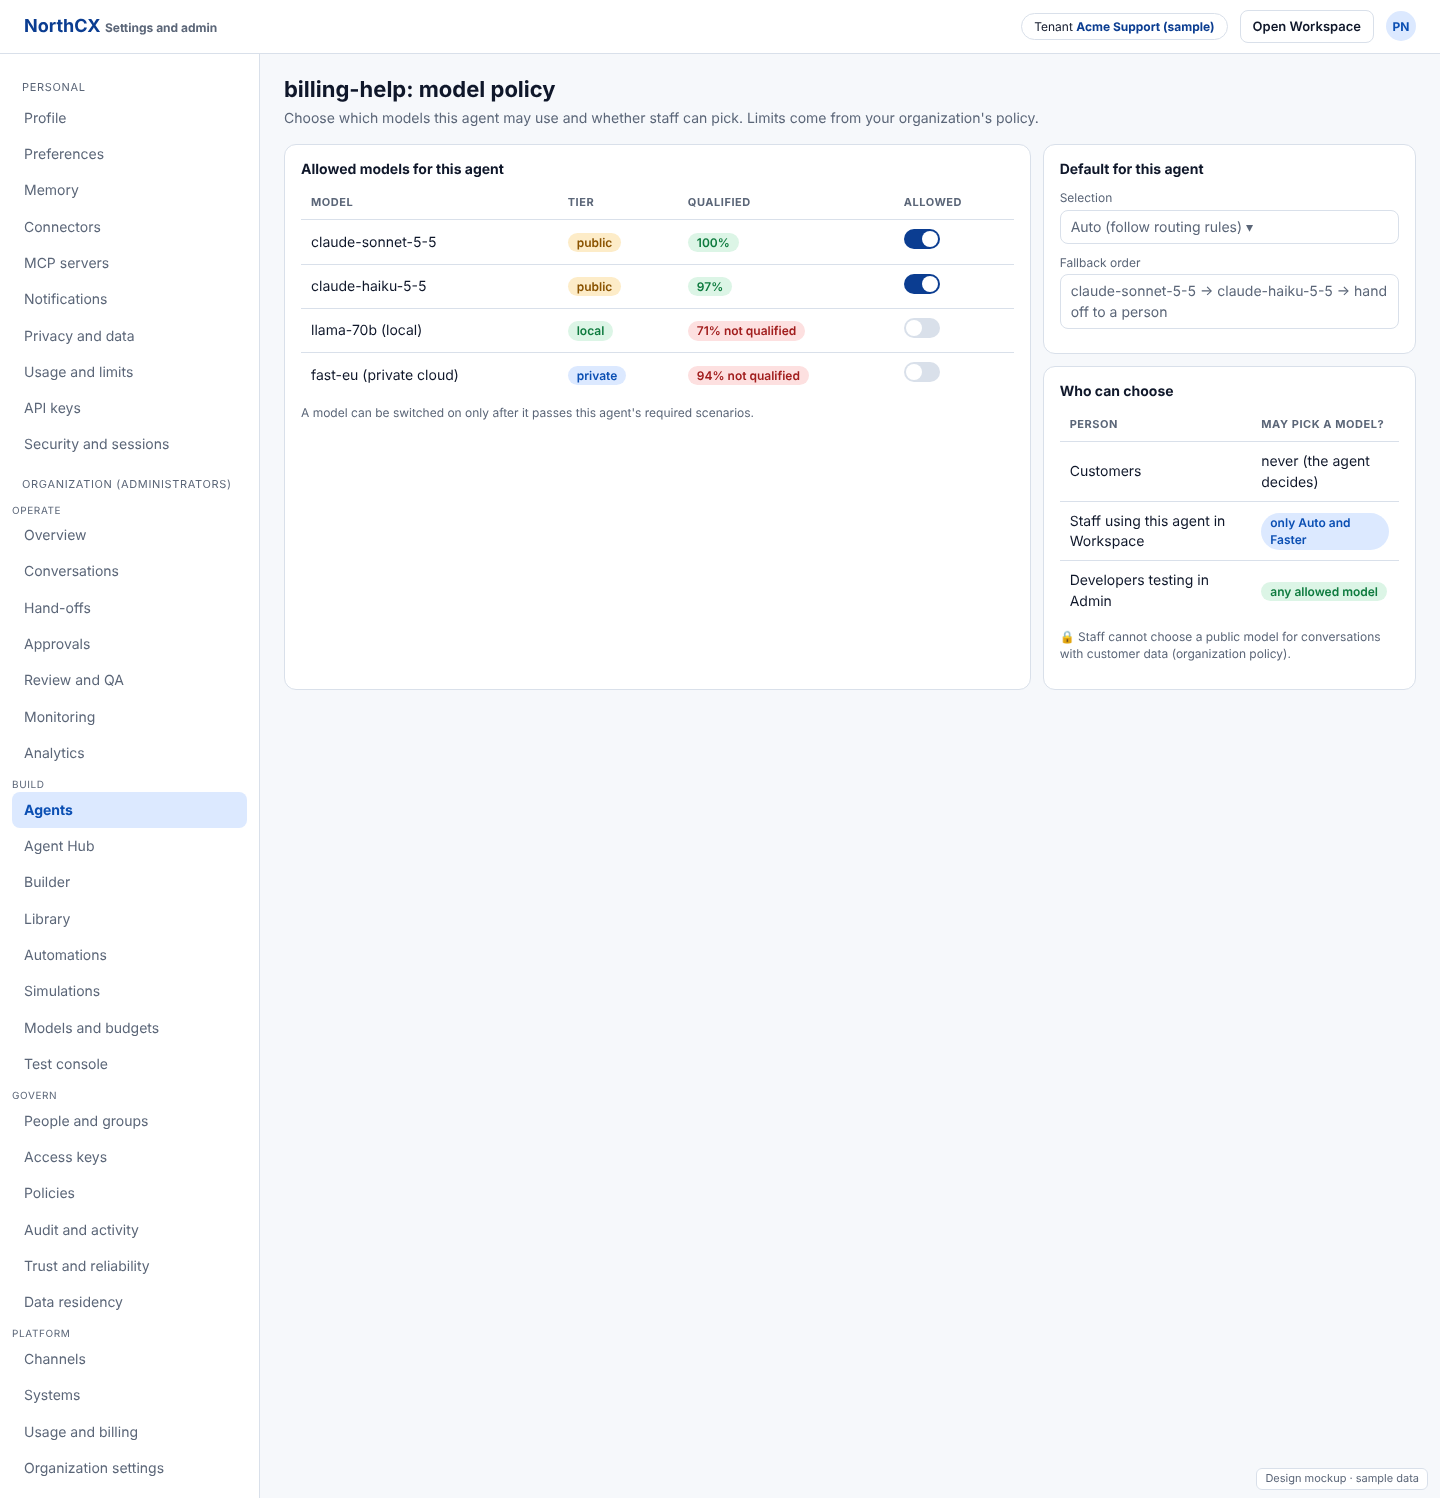 NorthCX Settings and admin
Tenant Acme Support (sample)
Open Workspace
PN
PERSONAL
Profile
Preferences
Memory
Connectors
MCP servers
Notifications
Privacy and data
Usage and limits
API keys
Security and sessions
ORGANIZATION (ADMINISTRATORS)
OPERATE
Overview
Conversations
Hand-offs
Approvals
Review and QA
Monitoring
Analytics
BUILD
Agents
Agent Hub
Builder
Library
Automations
Simulations
Models and budgets
Test console
GOVERN
People and groups
Access keys
Policies
Audit and activity
Trust and reliability
Data residency
PLATFORM
Channels
Systems
Usage and billing
Organization settings
billing-help: model policy
Choose which models this agent may use and whether staff can pick. Limits come from your organization's policy.
Allowed models for this agent
MODEL TIER QUALIFIED ALLOWED
claude-sonnet-5-5 public 100%
claude-haiku-5-5 public 97%
llama-70b (local) local 71% not qualified
fast-eu (private cloud) private 94% not qualified
A model can be switched on only after it passes this agent's required scenarios.
Default for this agent
Selection
Auto (follow routing rules) ▾
Fallback order
claude-sonnet-5-5 → claude-haiku-5-5 → hand
off to a person
Who can choose
PERSON MAY PICK A MODEL?
Customers
never (the agent
decides)
Staff using this agent in
Workspace
only Auto and
Faster
Developers testing in
Admin
any allowed model
🔒 Staff cannot choose a public model for conversations
with customer data (organization policy).
Design mockup · sample data